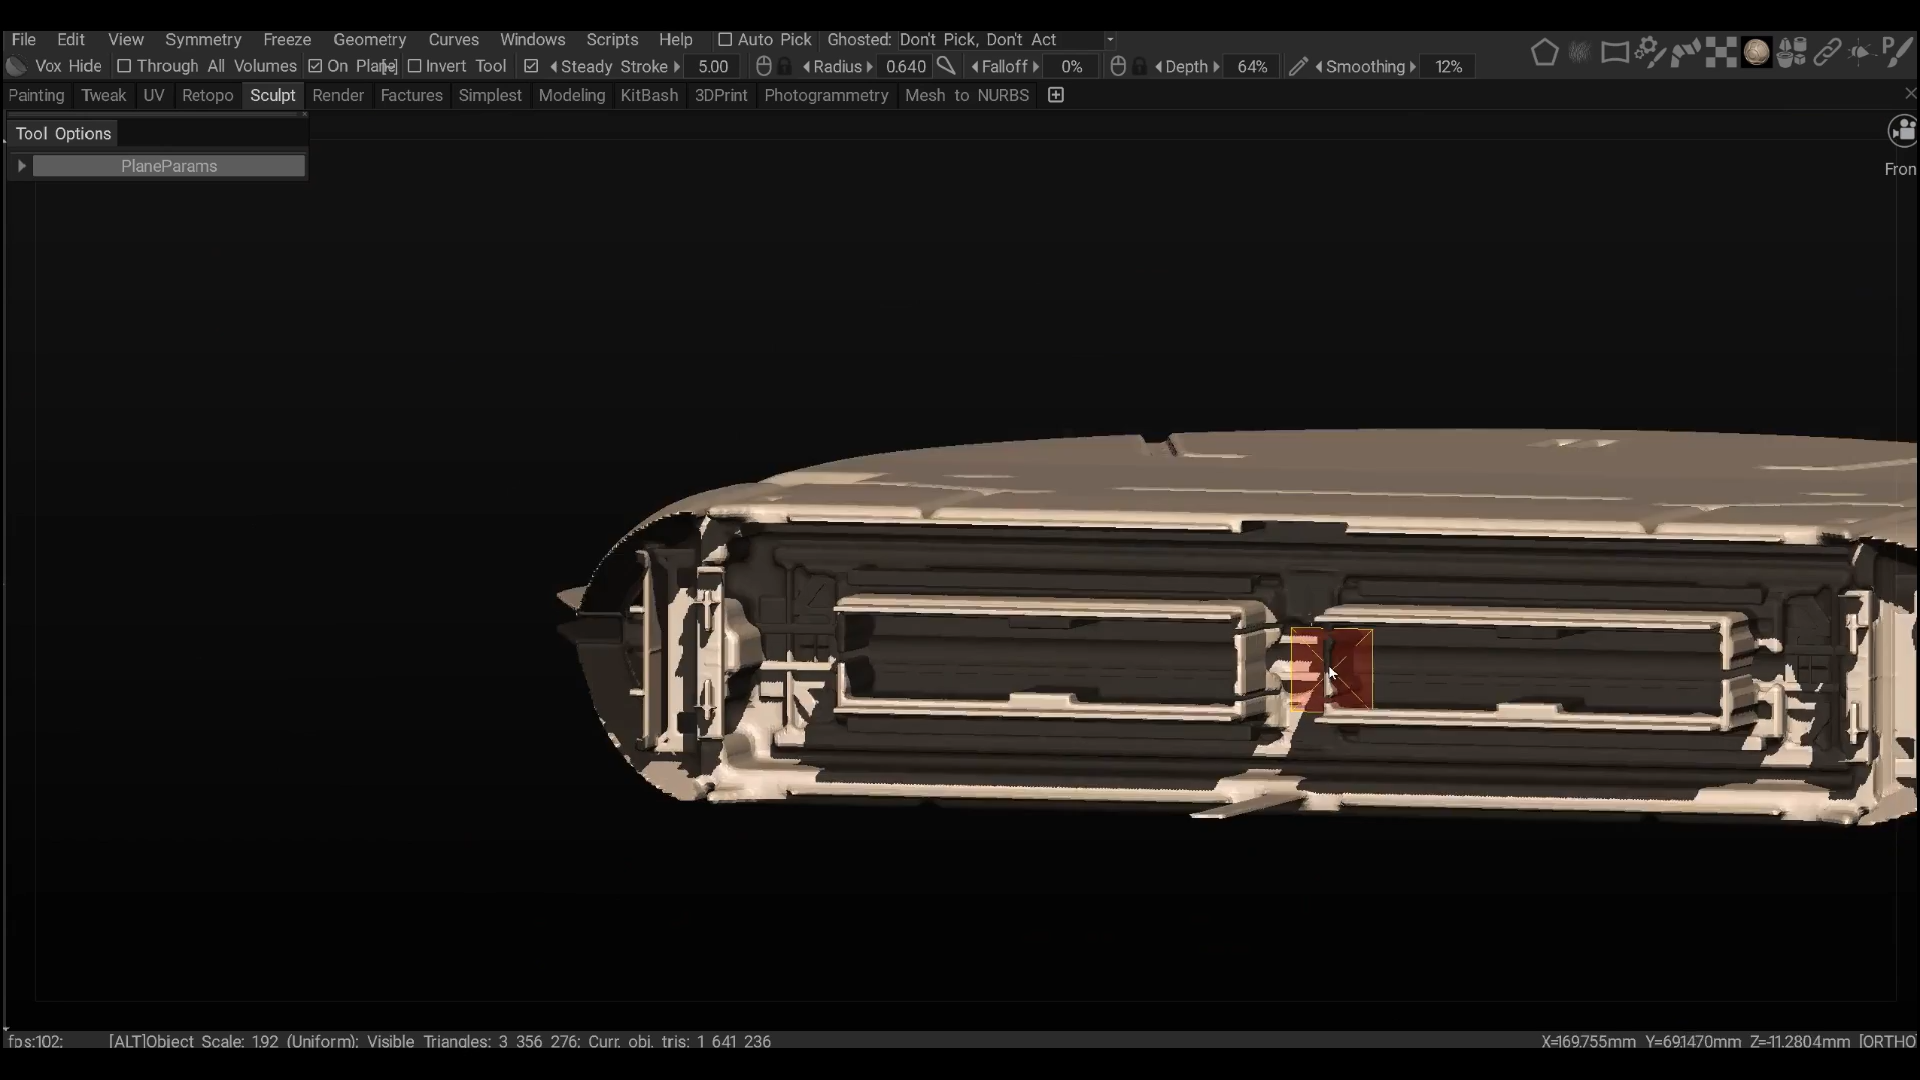 File Edit View Symmetry Freeze Geometry Curves Windows Scripts Help Auto Pick Ghosted: Don't Pick, Don't Act
Vox Hide Through All Volumes On Plane Invert Tool Steady Stroke 5.00 Radius 0.640 Falloff 0% Depth 64% Smoothing 12%
Painting Tweak UV Retopo Sculpt Render Factures Simplest Modeling KitBash 3DPrint Photogrammetry Mesh to NURBS
Tool Options
PlaneParams
Fron
fps:102; [ALT]Object Scale: 1.92 (Uniform); Visible Triangles: 3 356 276; Curr. obj. tris: 1 641 236 X=169.755mm Y=69.1470mm Z=-11.2804mm [ORTHO